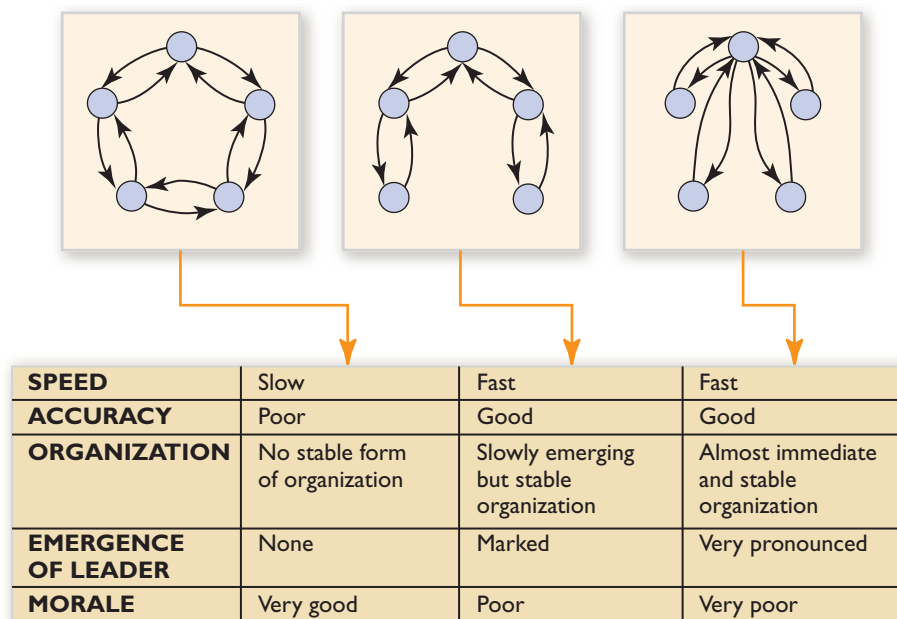 SPEED Slow Fast Fast
ACCURACY Poor Good Good
ORGANIZATION No stable form Slowly emerging Almost immediate
of organization but stable and stable
organization organization
EMERGENCE None Marked Very pronounced
OF LEADER
MORALE Very good Poor Very poor